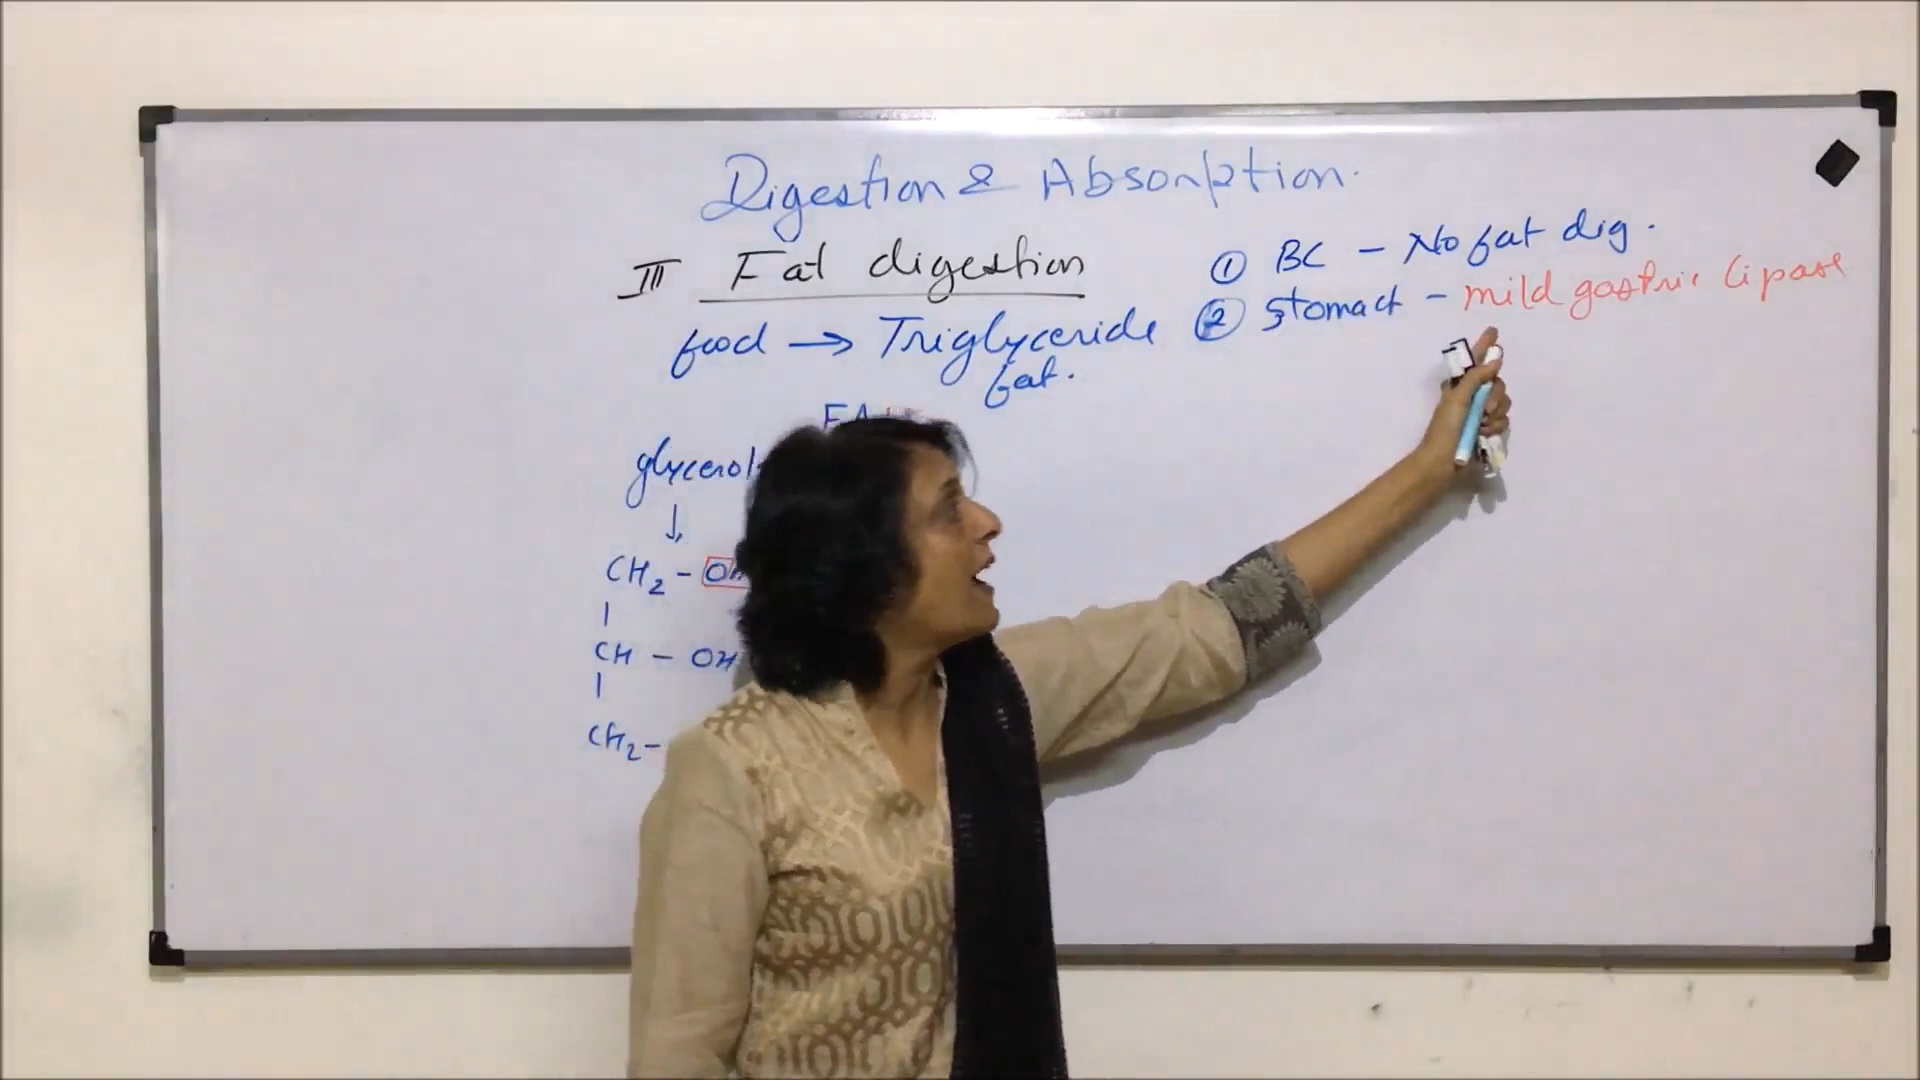 Digestion & Absorption.
III Fat digestion
food → Triglyceride
fat.
FA
glycerol
↓
CH2 - OH
|
CH - OH
|
CH2 -
① BC - No fat dig.
② Stomach - mild gastric lipase